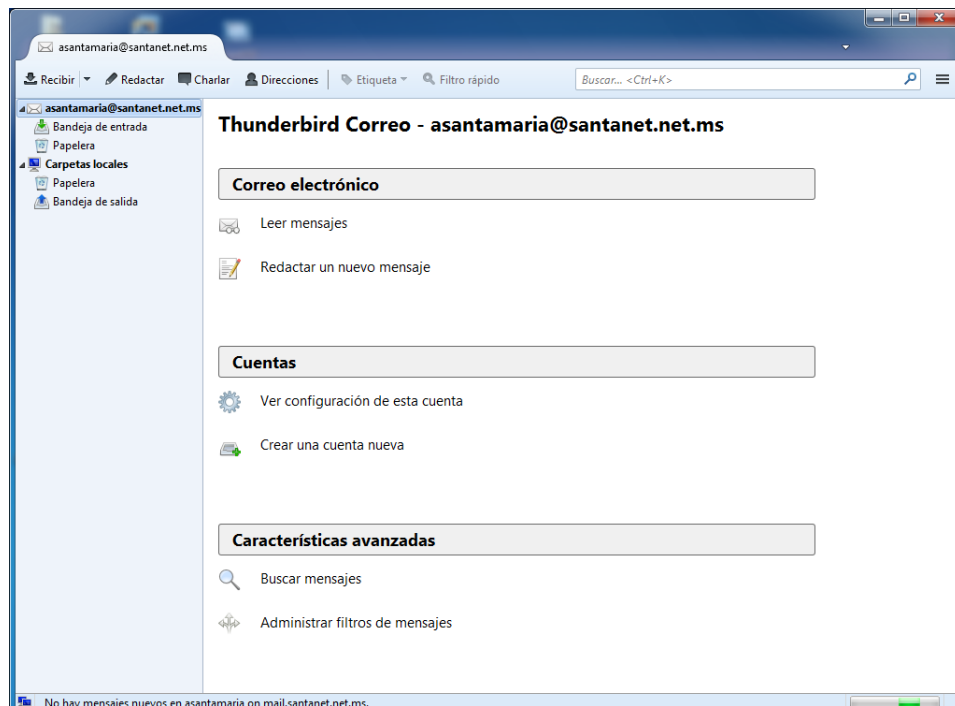 asantamaria@santanet.net.ms
Recibir Redactar Charlar Direcciones Etiqueta Filtro rápido Buscar... <Ctrl+K>
asantamaria@santanet.net.ms
Bandeja de entrada
Papelera
Carpetas locales
Papelera
Bandeja de salida
Thunderbird Correo - asantamaria@santanet.net.ms
Correo electrónico
Leer mensajes
Redactar un nuevo mensaje
Cuentas
Ver configuración de esta cuenta
Crear una cuenta nueva
Características avanzadas
Buscar mensajes
Administrar filtros de mensajes
No hay mensajes nuevos en asantamaria on mail.santanet.net.ms.